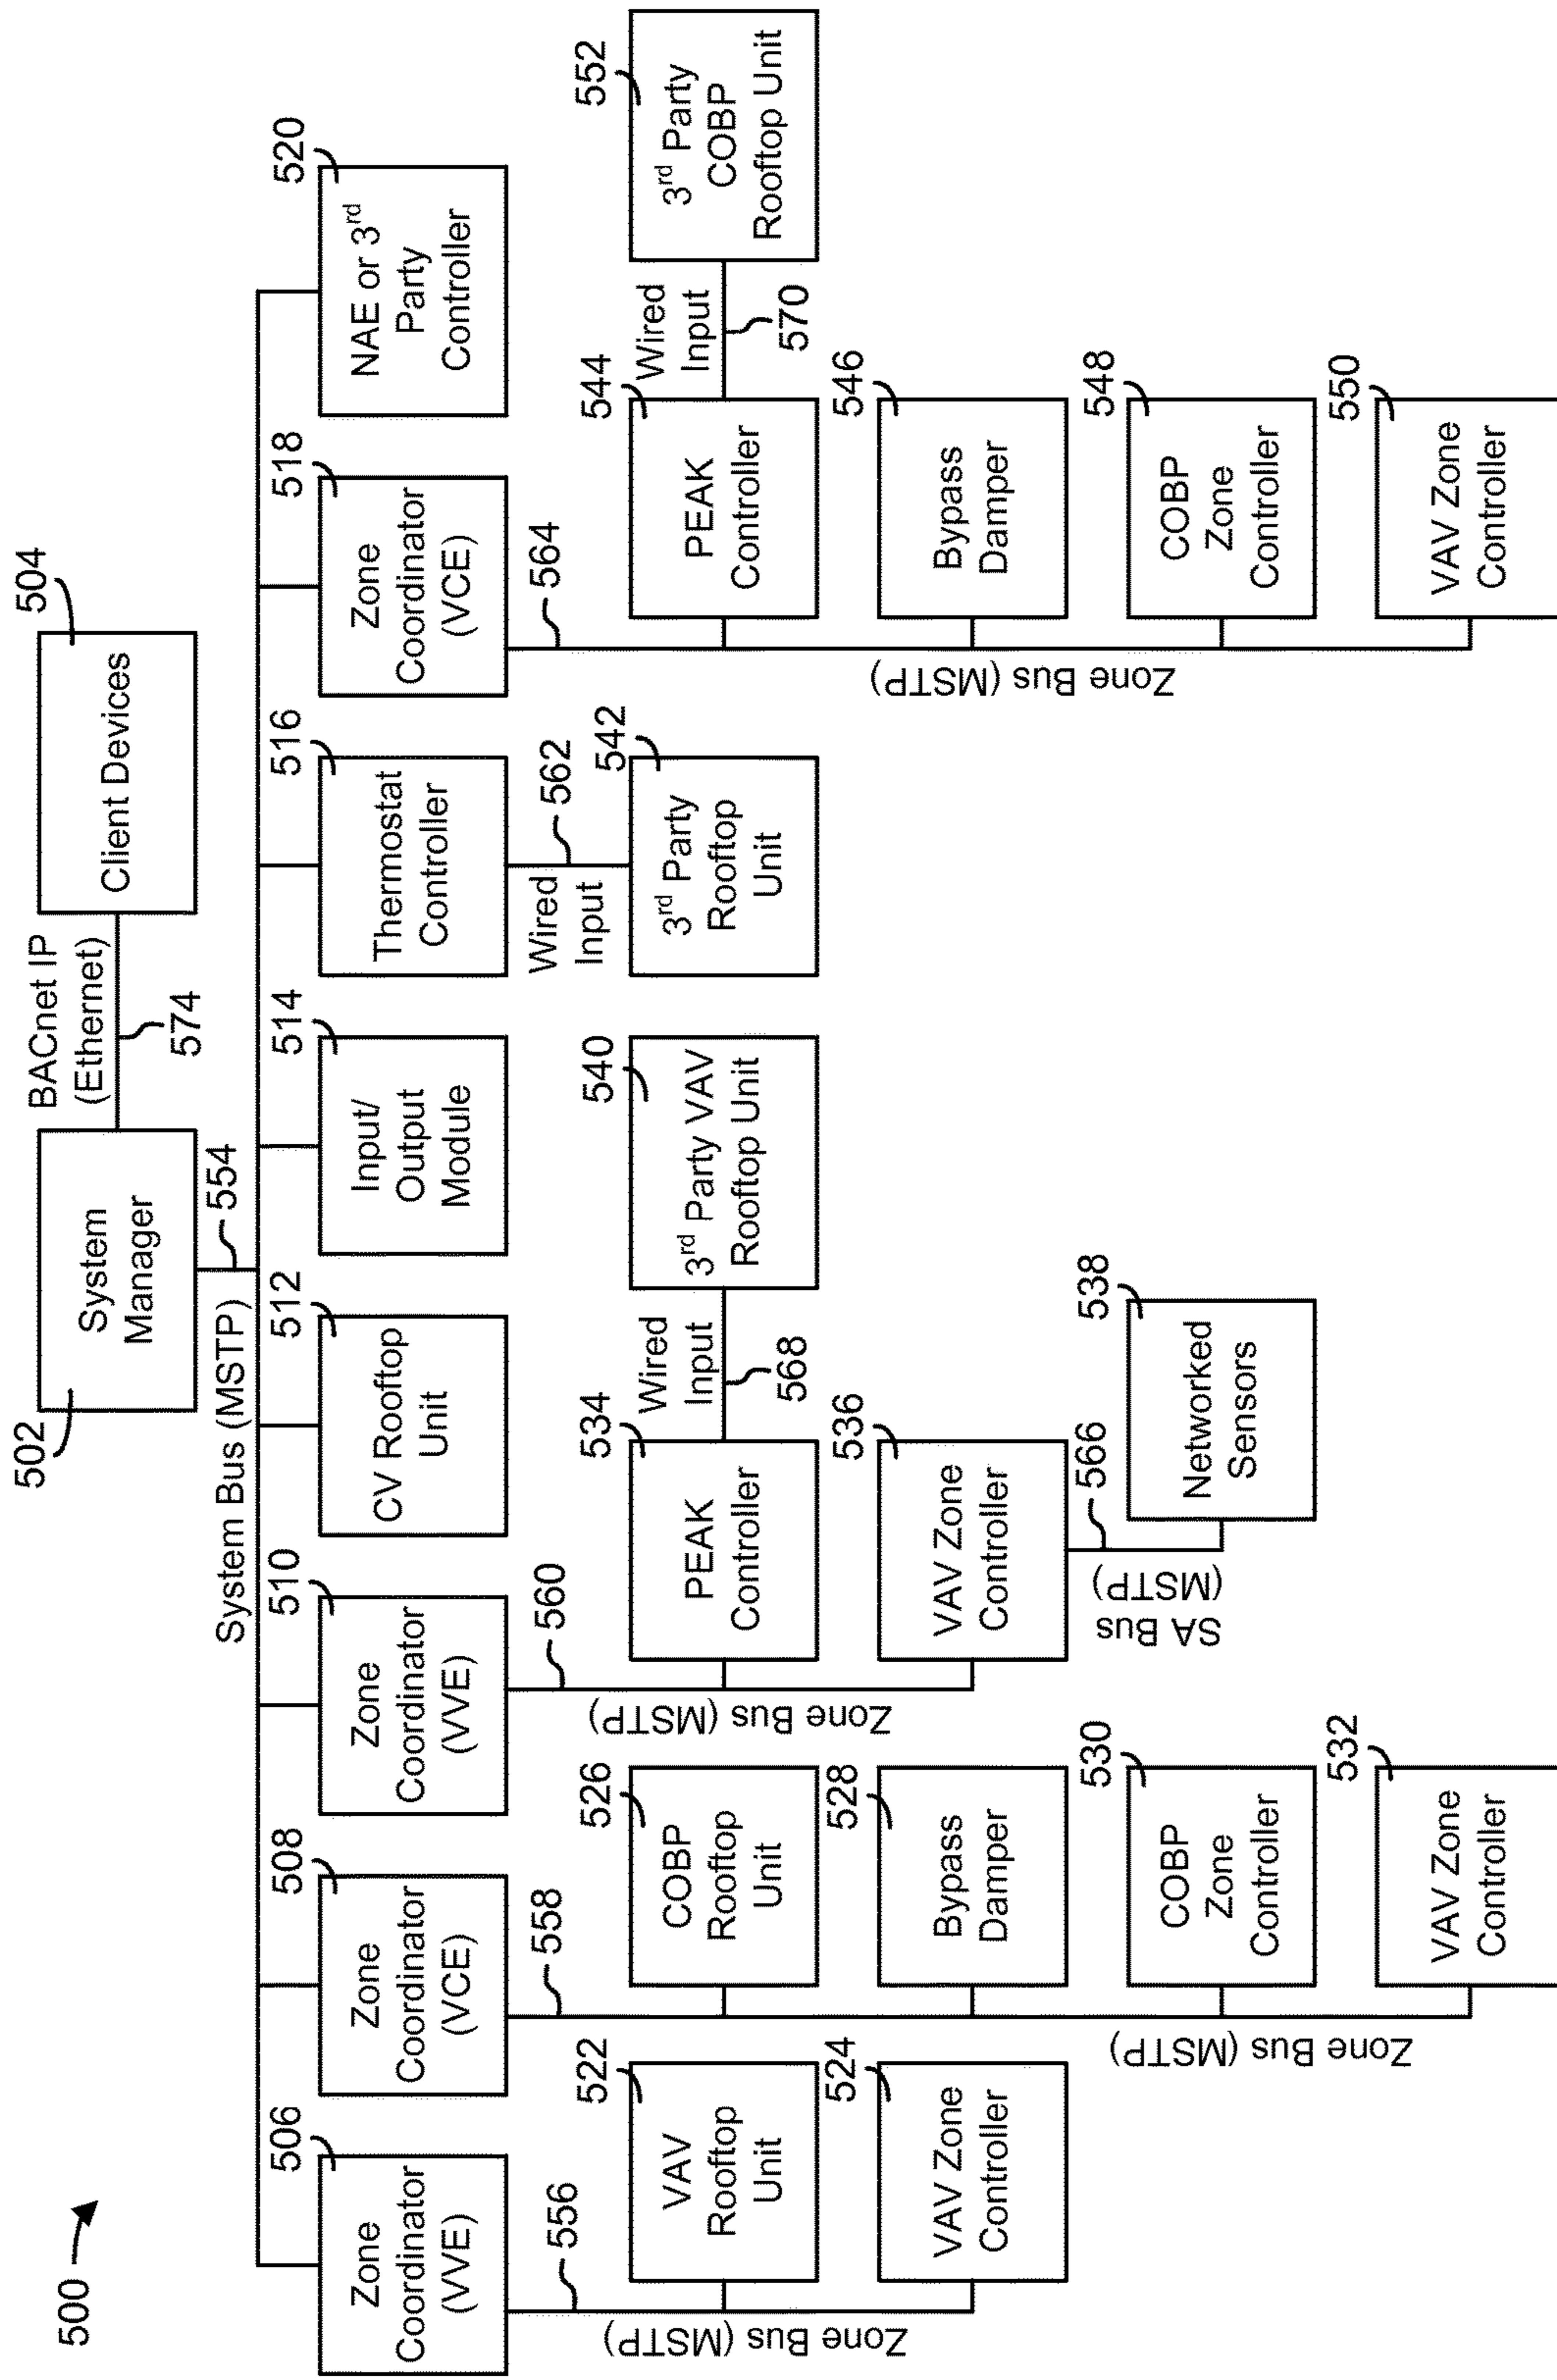 500
502
System
Manager
BACnet IP
(Ethernet)
574
504
Client Devices
System Bus (MSTP)
554
506
Zone
Coordinator
(VVE)
508
Zone
Coordinator
(VCE)
510
Zone
Coordinator
(VVE)
512
CV Rooftop
Unit
514
Input/
Output
Module
516
Thermostat
Controller
518
Zone
Coordinator
(VCE)
520
NAE or 3rd
Party
Controller
556
Zone Bus (MSTP)
522
VAV
Rooftop
Unit
524
VAV Zone
Controller
558
Zone Bus (MSTP)
526
COBP
Rooftop
Unit
528
Bypass
Damper
530
COBP
Zone
Controller
532
VAV Zone
Controller
560
Zone Bus (MSTP)
534
PEAK
Controller
Wired
Input
568
540
3rd Party VAV
Rooftop Unit
536
VAV Zone
Controller
566
SA Bus
(MSTP)
538
Networked
Sensors
Wired
Input
562
542
3rd Party
Rooftop
Unit
564
Zone Bus (MSTP)
544
PEAK
Controller
Wired
Input
570
552
3rd Party
COBP
Rooftop Unit
546
Bypass
Damper
548
COBP
Zone
Controller
550
VAV Zone
Controller